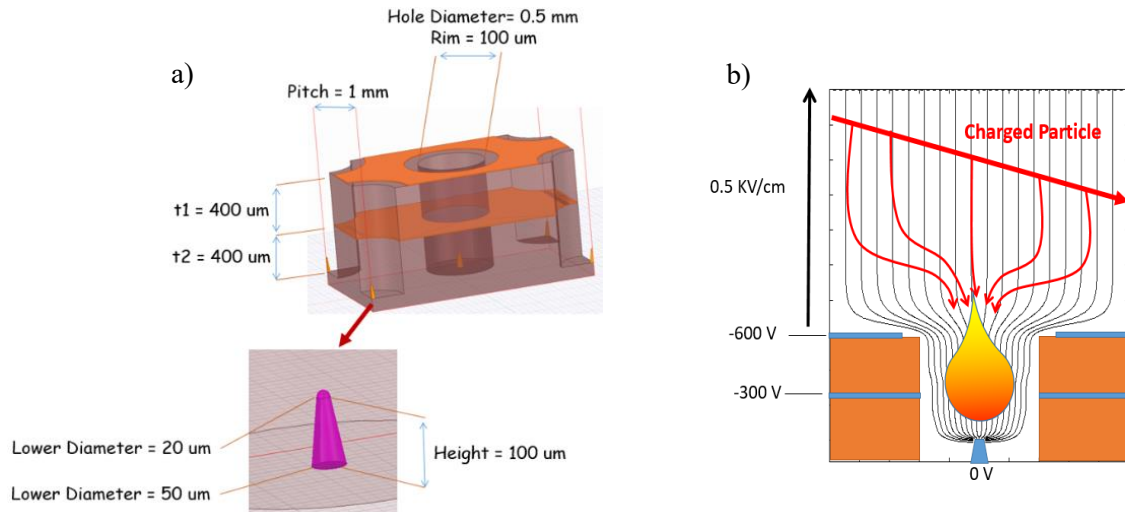 a)
Hole Diameter= 0.5 mm
Rim = 100 um
Pitch = 1 mm
t1 = 400 um
t2 = 400 um
Lower Diameter = 20 um
Height = 100 um
Lower Diameter = 50 um
b)
Charged Particle
0.5 KV/cm
-600 V
-300 V
0 V